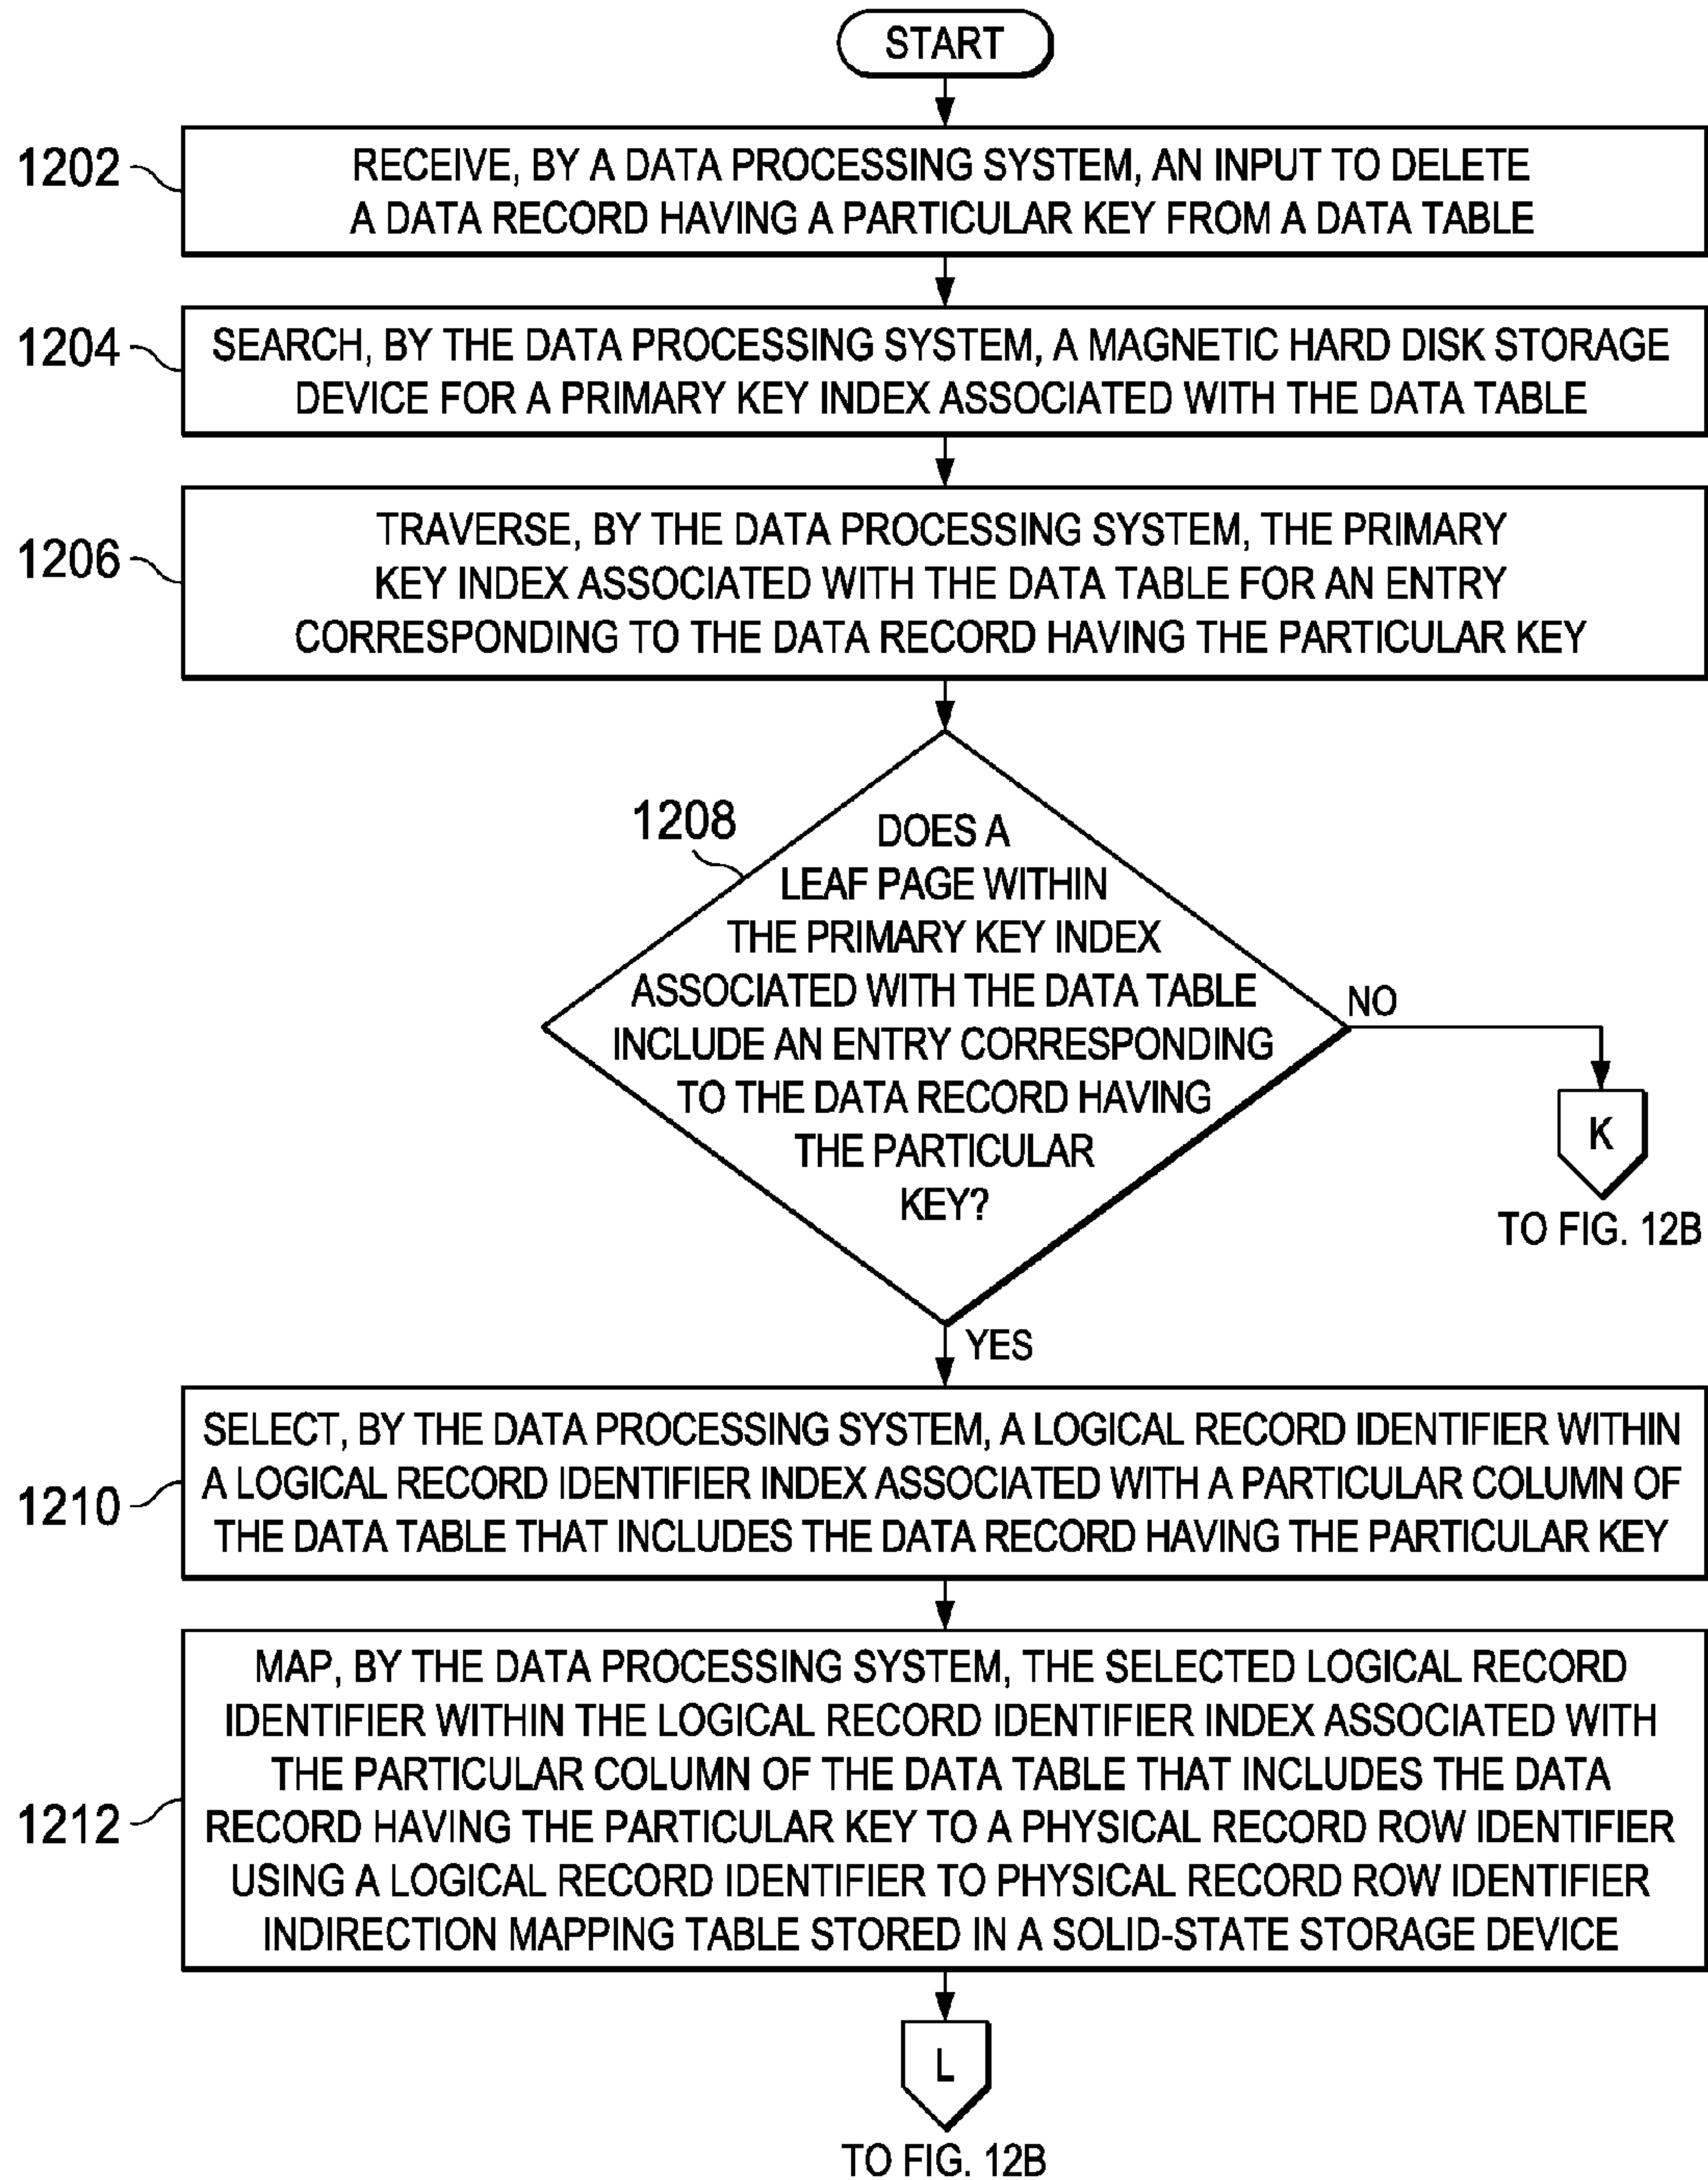 START
1202
RECEIVE, BY A DATA PROCESSING SYSTEM, AN INPUT TO DELETE
A DATA RECORD HAVING A PARTICULAR KEY FROM A DATA TABLE
1204
SEARCH, BY THE DATA PROCESSING SYSTEM, A MAGNETIC HARD DISK STORAGE
DEVICE FOR A PRIMARY KEY INDEX ASSOCIATED WITH THE DATA TABLE
1206
TRAVERSE, BY THE DATA PROCESSING SYSTEM, THE PRIMARY
KEY INDEX ASSOCIATED WITH THE DATA TABLE FOR AN ENTRY
CORRESPONDING TO THE DATA RECORD HAVING THE PARTICULAR KEY
1208
DOES A
LEAF PAGE WITHIN
THE PRIMARY KEY INDEX
ASSOCIATED WITH THE DATA TABLE
INCLUDE AN ENTRY CORRESPONDING
TO THE DATA RECORD HAVING
THE PARTICULAR
KEY?
NO
K
TO FIG. 12B
YES
1210
SELECT, BY THE DATA PROCESSING SYSTEM, A LOGICAL RECORD IDENTIFIER WITHIN
A LOGICAL RECORD IDENTIFIER INDEX ASSOCIATED WITH A PARTICULAR COLUMN OF
THE DATA TABLE THAT INCLUDES THE DATA RECORD HAVING THE PARTICULAR KEY
1212
MAP, BY THE DATA PROCESSING SYSTEM, THE SELECTED LOGICAL RECORD
IDENTIFIER WITHIN THE LOGICAL RECORD IDENTIFIER INDEX ASSOCIATED WITH
THE PARTICULAR COLUMN OF THE DATA TABLE THAT INCLUDES THE DATA
RECORD HAVING THE PARTICULAR KEY TO A PHYSICAL RECORD ROW IDENTIFIER
USING A LOGICAL RECORD IDENTIFIER TO PHYSICAL RECORD ROW IDENTIFIER
INDIRECTION MAPPING TABLE STORED IN A SOLID-STATE STORAGE DEVICE
L
TO FIG. 12B